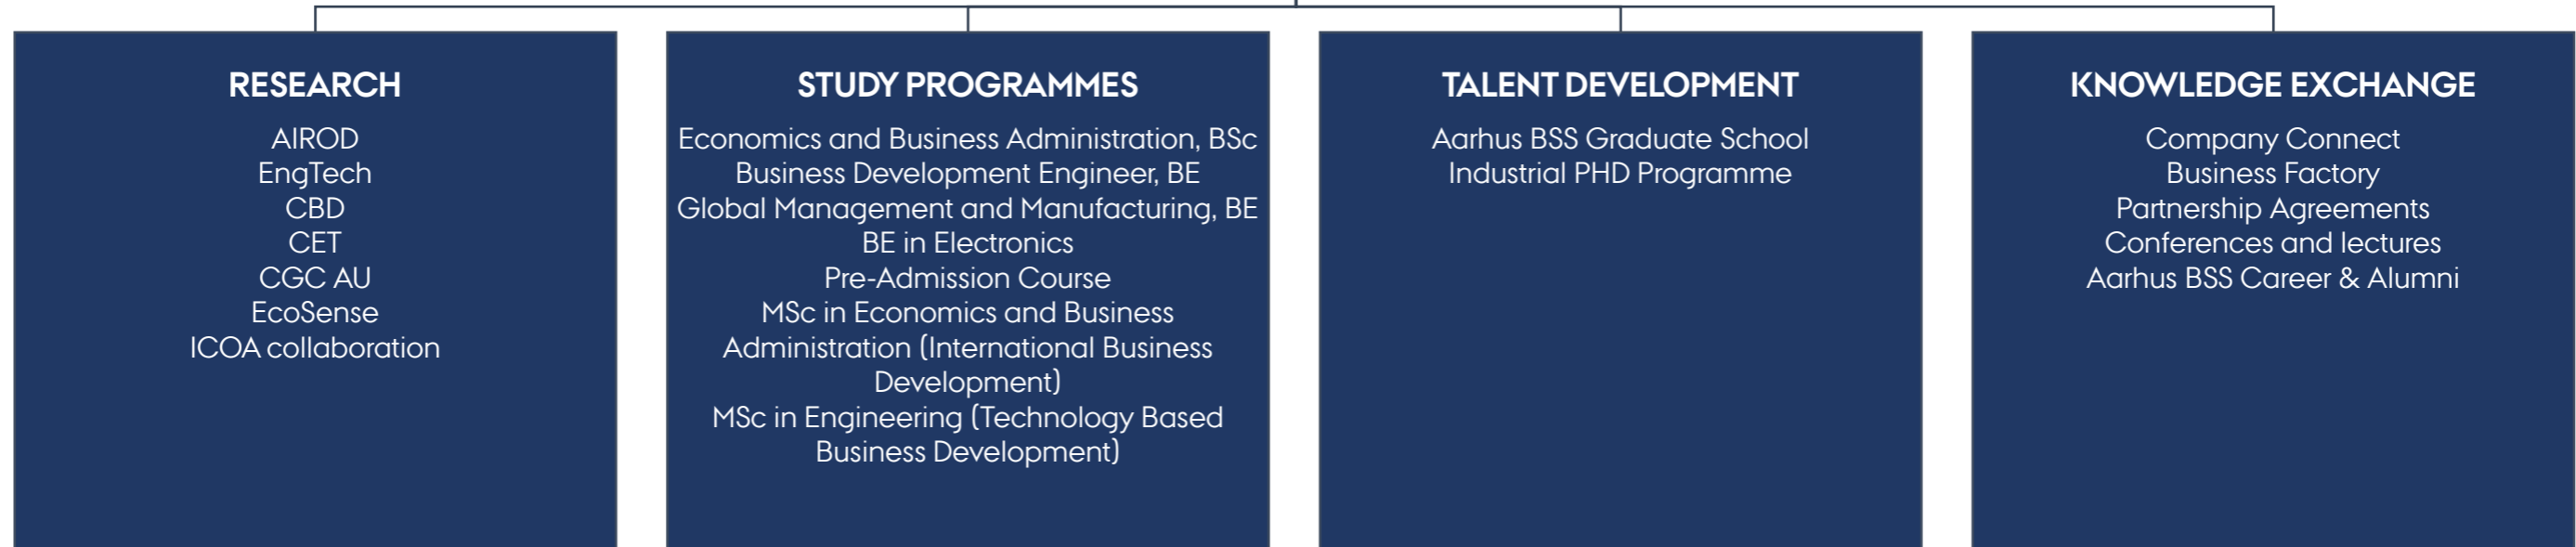 RESEARCH
AIROD
EngTech
CBD
CET
CGC AU
EcoSense
ICOA collaboration
STUDY PROGRAMMES
Economics and Business Administration, BSc
Business Development Engineer, BE
Global Management and Manufacturing, BE
BE in Electronics
Pre-Admission Course
MSc in Economics and Business
Administration (International Business
Development)
MSc in Engineering (Technology Based
Business Development)
TALENT DEVELOPMENT
Aarhus BSS Graduate School
Industrial PHD Programme
KNOWLEDGE EXCHANGE
Company Connect
Business Factory
Partnership Agreements
Conferences and lectures
Aarhus BSS Career & Alumni